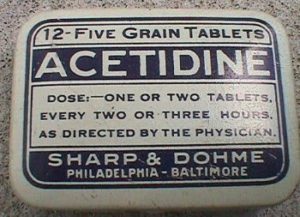 12-FIVE GRAIN TABLETS
ACETIDINE
DOSE:—ONE OR TWO TABLETS,
EVERY TWO OR THREE HOURS,
AS DIRECTED BY THE PHYSICIAN.
SHARP & DOHME
PHILADELPHIA-BALTIMORE